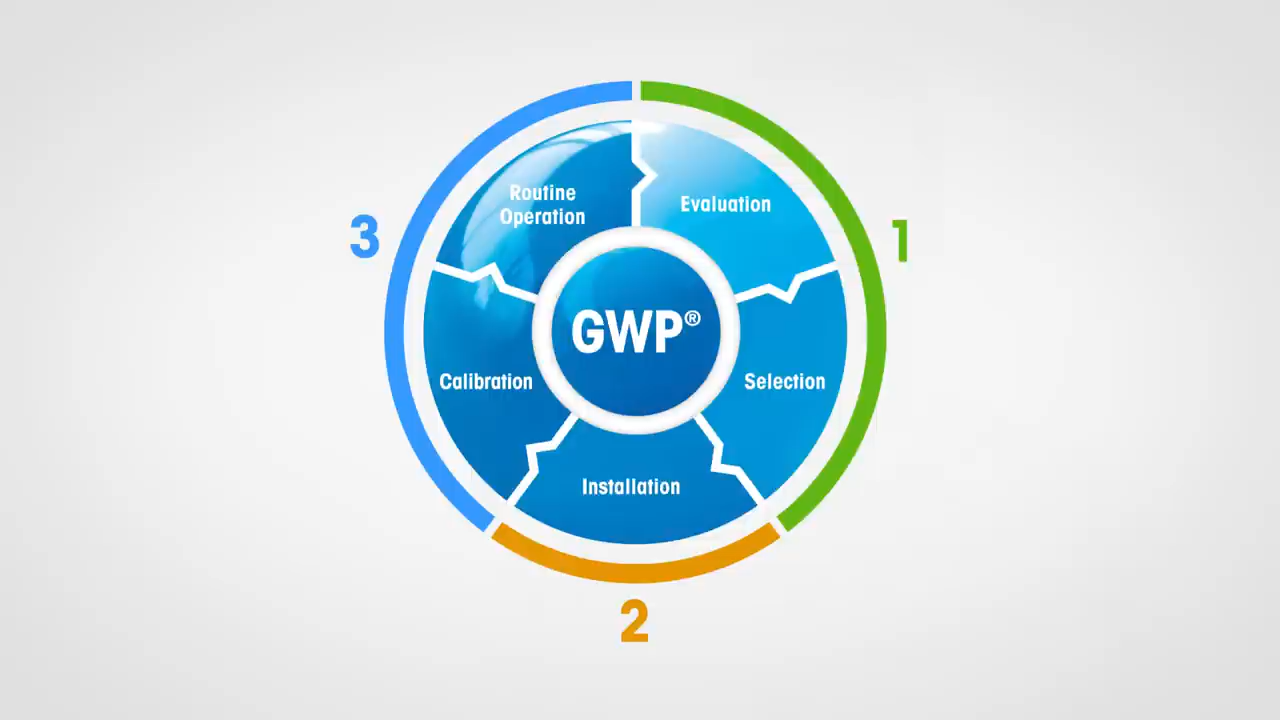 Routine
Operation
Evaluation
3
1
GWP®
Calibration
Selection
Installation
2